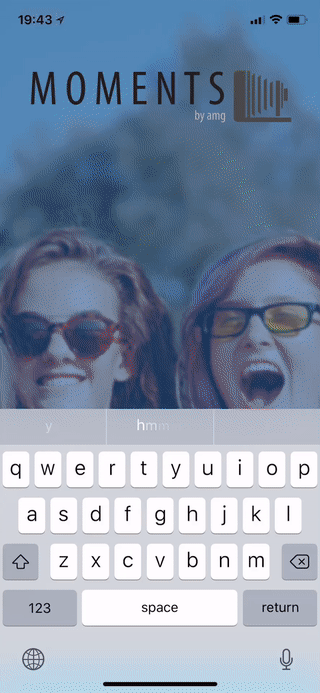 19:43
MOMENTS
by amg
y hmm
q w e r t y u i o p
a s d f g h j k l
z x c v b n m
123 space return